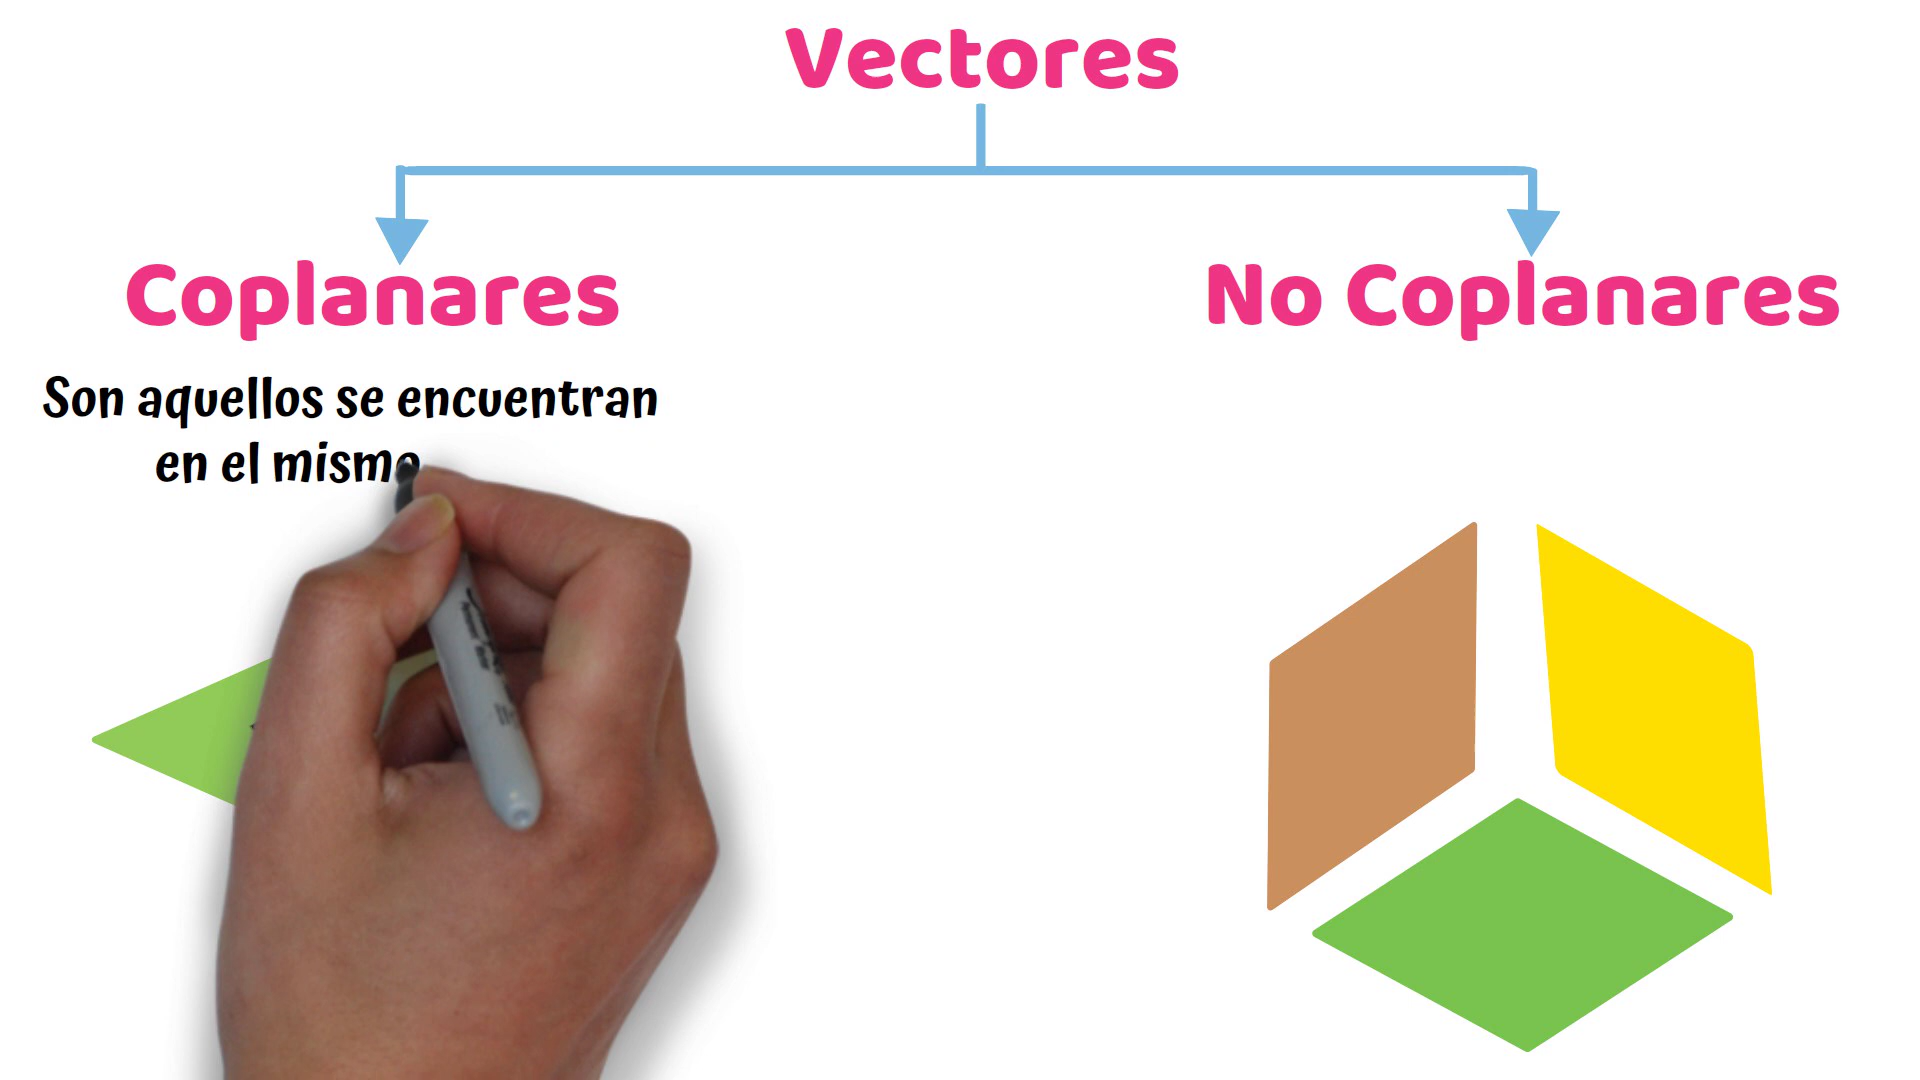 Vectores
Coplanares
No Coplanares
Son aquellos se encuentran
en el mismo